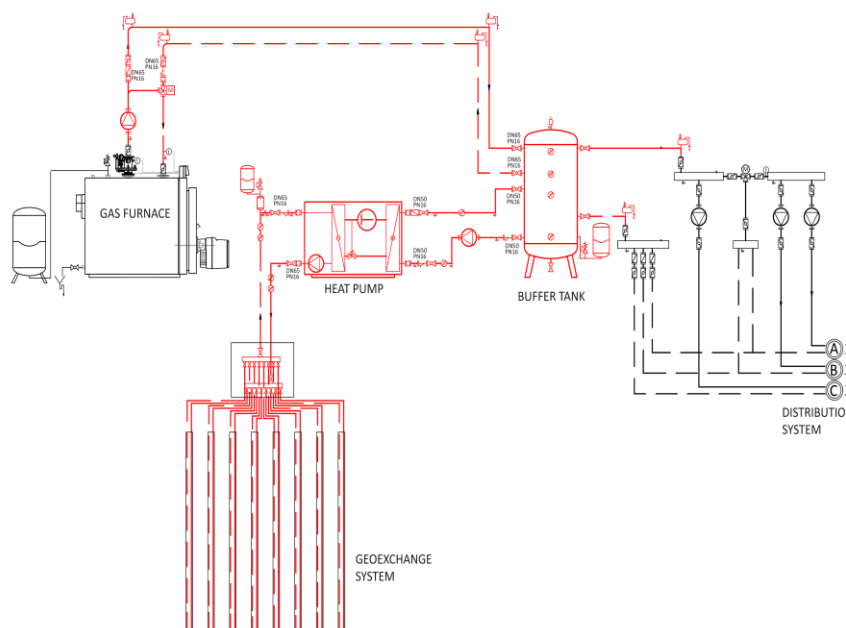 DN65
PN16
DN65
PN16
M
GAS FURNACE
DN65
PN16
DN50
PN16
DN65
PN16
DN65
PN16
DN50
PN16
DN50
PN16
DN50
PN16
DN65
PN16
HEAT PUMP
BUFFER TANK
M
A
B
C
DISTRIBUTIO
SYSTEM
GEOEXCHANGE
SYSTEM